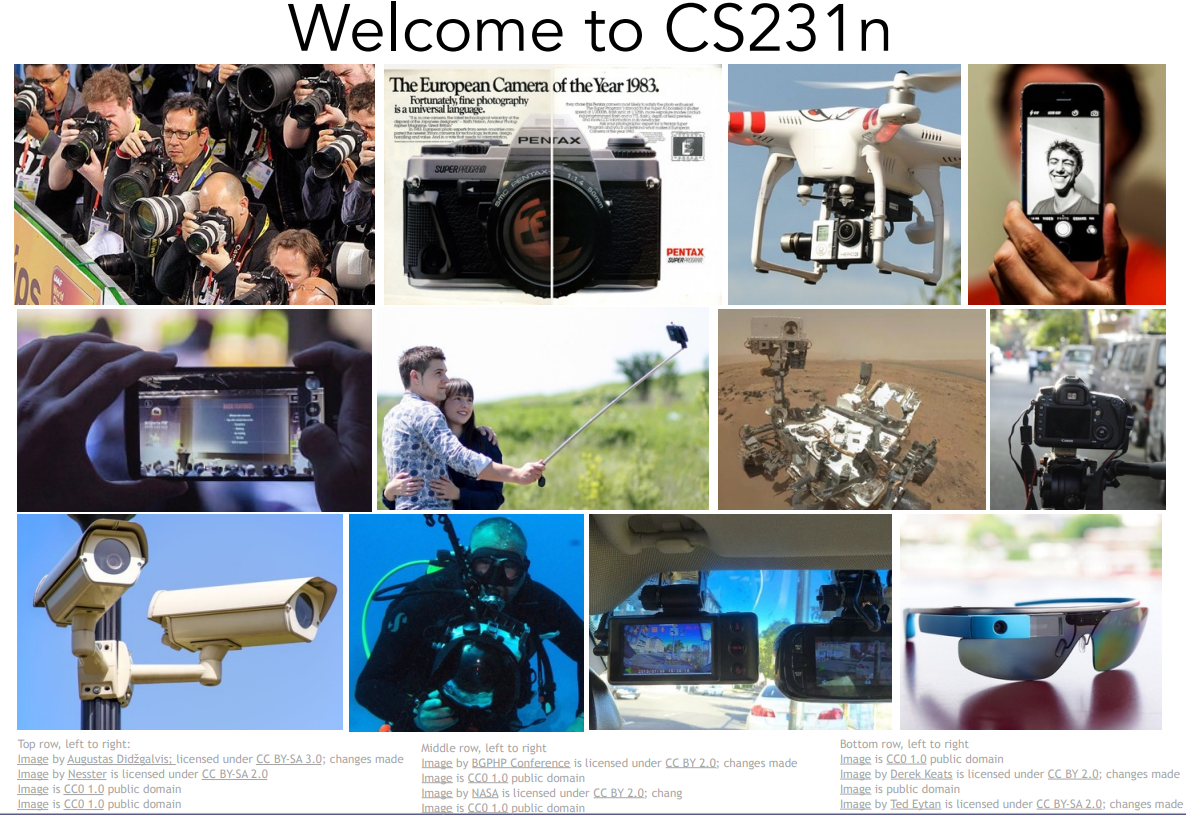 Welcome to CS231n
The European Camera of the Year 1983.
Fortunately, fine photography
is a universal language.
PENTAX
SUPER PROGRAM
PENTAX
SUPER PROGRAM
Top row, left to right:
Image by Augustas Didžgalvis; licensed under CC BY-SA 3.0; changes made
Image by Nesster is licensed under CC BY-SA 2.0
Image is CC0 1.0 public domain
Image is CC0 1.0 public domain
Middle row, left to right
Image by BGPHP Conference is licensed under CC BY 2.0; changes made
Image is CC0 1.0 public domain
Image by NASA is licensed under CC BY 2.0; chang
Image is CC0 1.0 public domain
Bottom row, left to right
Image is CC0 1.0 public domain
Image by Derek Keats is licensed under CC BY 2.0; changes made
Image is public domain
Image by Ted Eytan is licensed under CC BY-SA 2.0; changes made